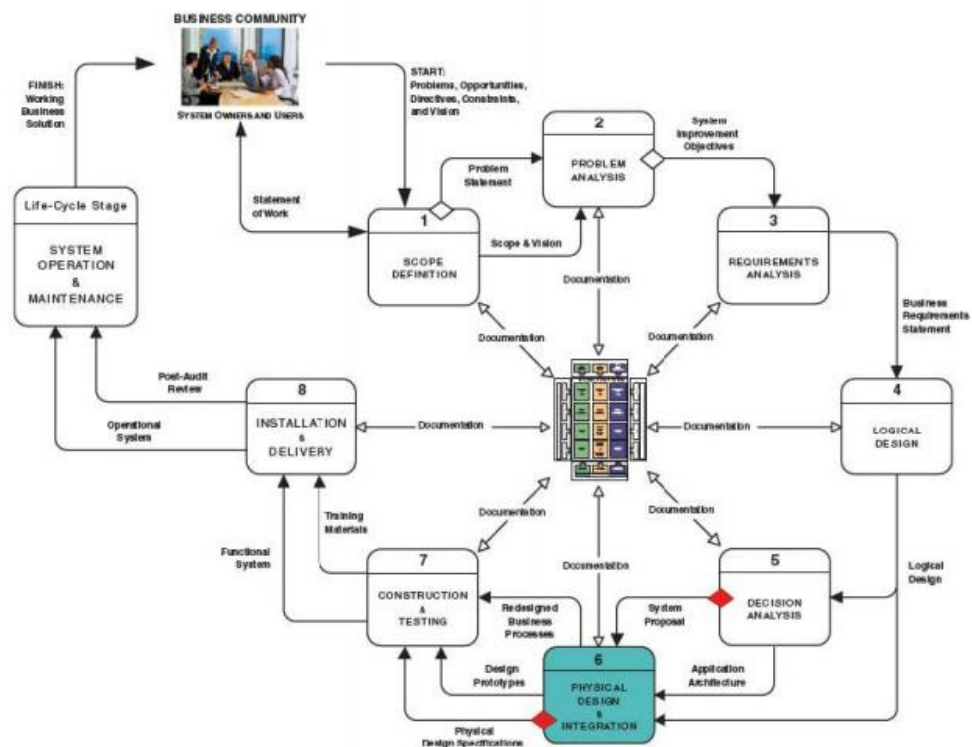 BUSINESS COMMUNITY
SYSTEM OWNERS AND USERS
FINISH:
Working
Business
Solution
START:
Problems, Opportunities,
Directives, Constraints,
and Vision
Statement
of Work
1
SCOPE
DEFINITION
Problem
Statement
Scope & Vision
2
PROBLEM
ANALYSIS
System
Improvement
Objectives
3
REQUIREMENTS
ANALYSIS
Business
Requirements
Statement
Life-Cycle Stage
SYSTEM
OPERATION
&
MAINTENANCE
Documentation
Documentation
Documentation
Post-Audit
Review
Operational
System
8
INSTALLATION
&
DELIVERY
Documentation
Documentation
4
LOGICAL
DESIGN
Training
Materials
Functional
System
Documentation
Documentation
Documentation
7
CONSTRUCTION
&
TESTING
Redesigned
Business
Processes
System
Proposal
5
DECISION
ANALYSIS
Logical
Design
Design
Prototypes
6
PHYSICAL
DESIGN
&
INTEGRATION
Application
Architecture
Physical
Design Specifications